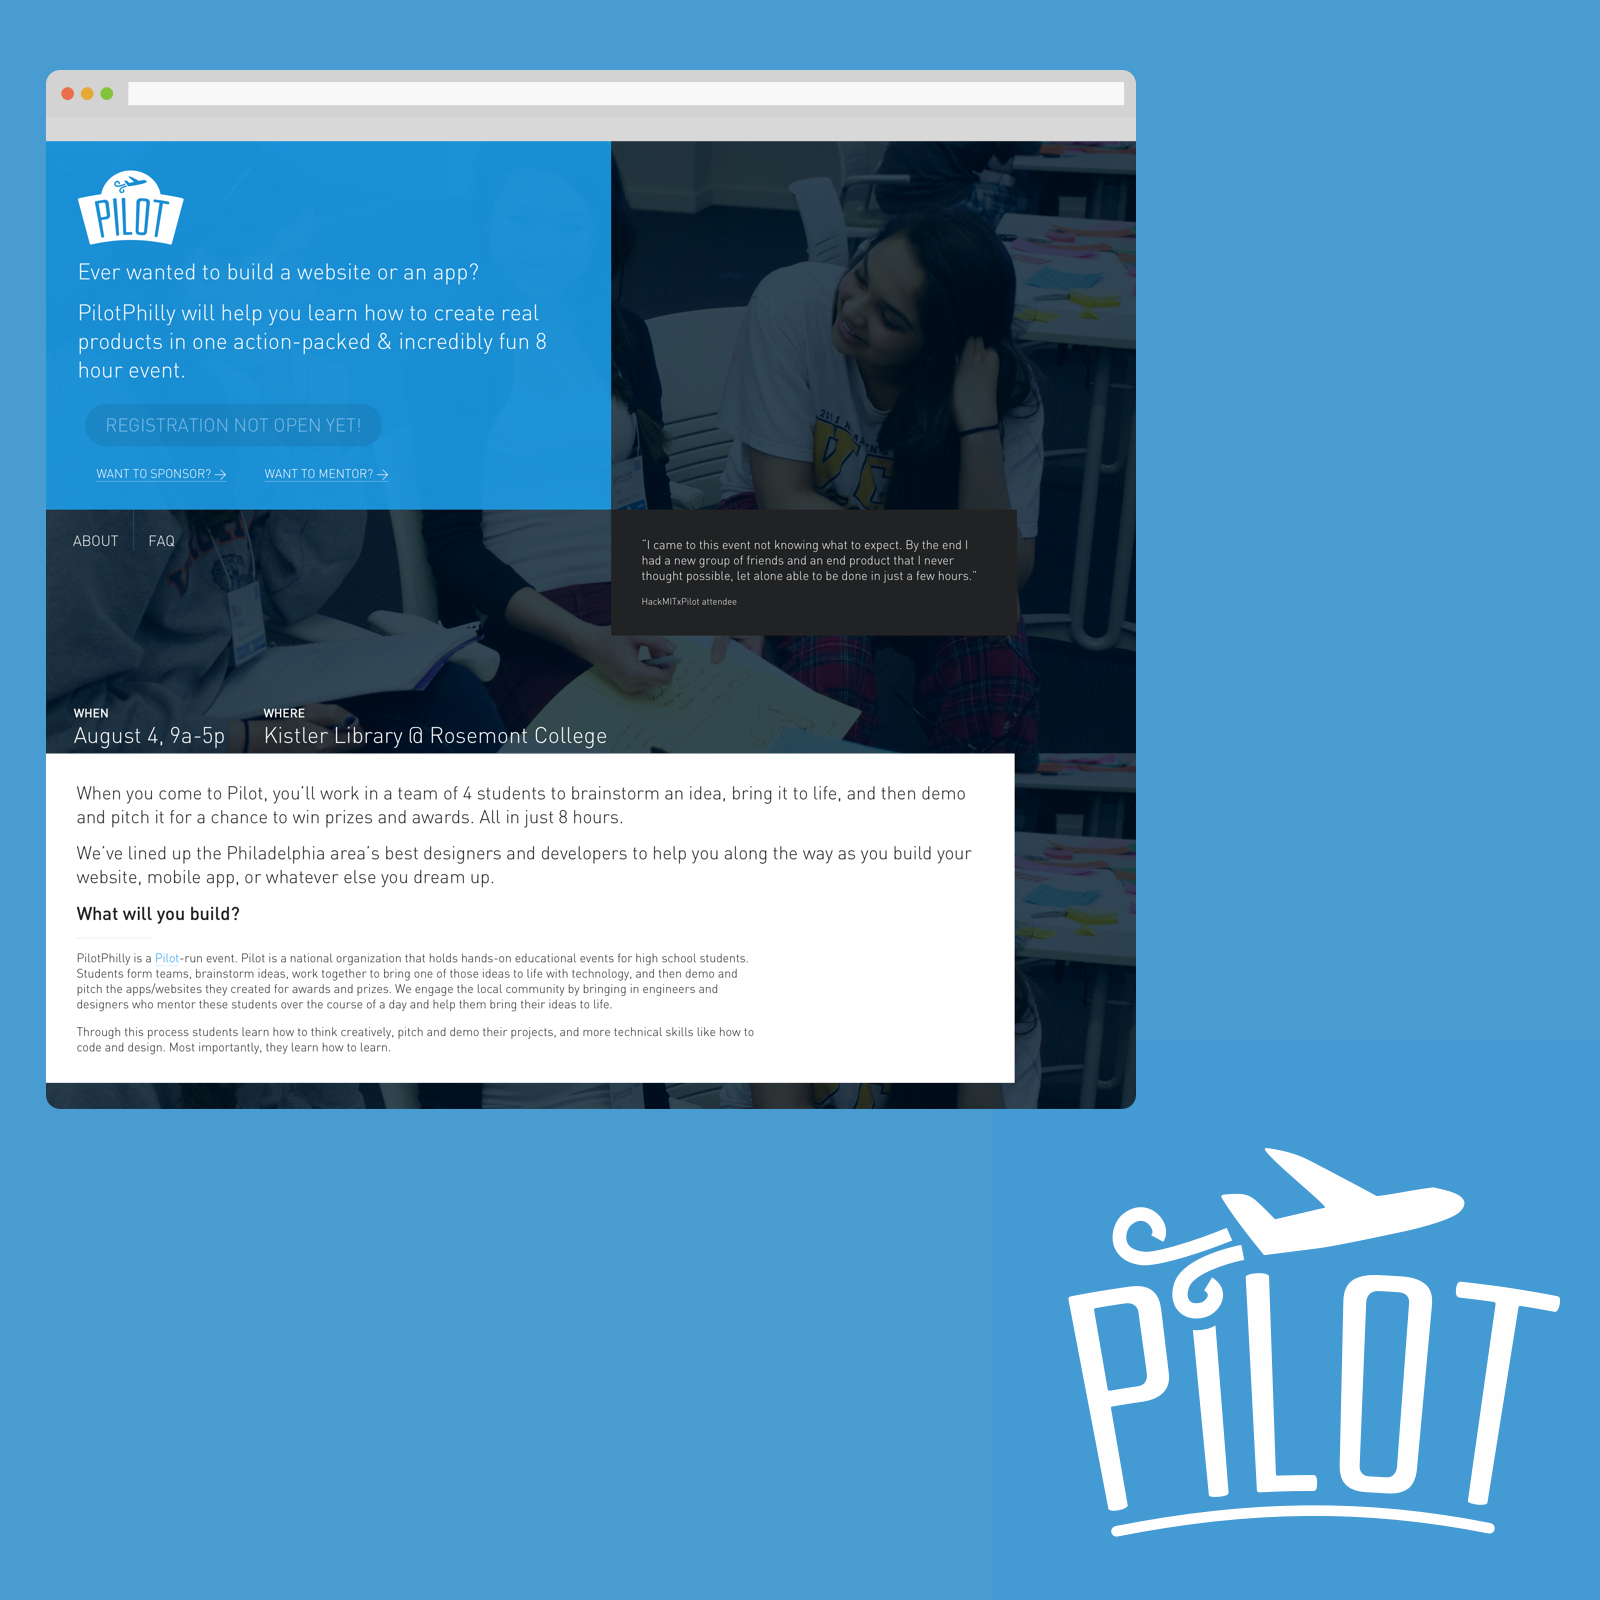 PILOT
Ever wanted to build a website or an app?
PilotPhilly will help you learn how to create real
products in one action-packed & incredibly fun 8
hour event.
REGISTRATION NOT OPEN YET!
WANT TO SPONSOR? →
WANT TO MENTOR? →
ABOUT
FAQ
“I came to this event not knowing what to expect. By the end I
had a new group of friends and an end product that I never
thought possible, let alone able to be done in just a few hours.”
HackMITxPilot attendee
WHEN
August 4, 9a-5p
WHERE
Kistler Library @ Rosemont College
When you come to Pilot, you’ll work in a team of 4 students to brainstorm an idea, bring it to life, and then demo
and pitch it for a chance to win prizes and awards. All in just 8 hours.
We’ve lined up the Philadelphia area’s best designers and developers to help you along the way as you build your
website, mobile app, or whatever else you dream up.
What will you build?
PilotPhilly is a Pilot-run event. Pilot is a national organization that holds hands-on educational events for high school students.
Students form teams, brainstorm ideas, work together to bring one of those ideas to life with technology, and then demo and
pitch the apps/websites they created for awards and prizes. We engage the local community by bringing in engineers and
designers who mentor these students over the course of a day and help them bring their ideas to life.
Through this process students learn how to think creatively, pitch and demo their projects, and more technical skills like how to
code and design. Most importantly, they learn how to learn.
PiLOT